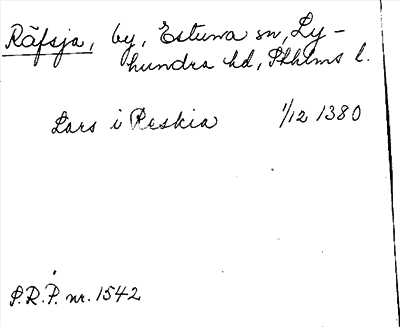 Räfsja, by, Estuna sn, Ly-
hundra hd, Sthlms l.
Lars i Reskia 1/12 1380
S.R.P. nr. 1542